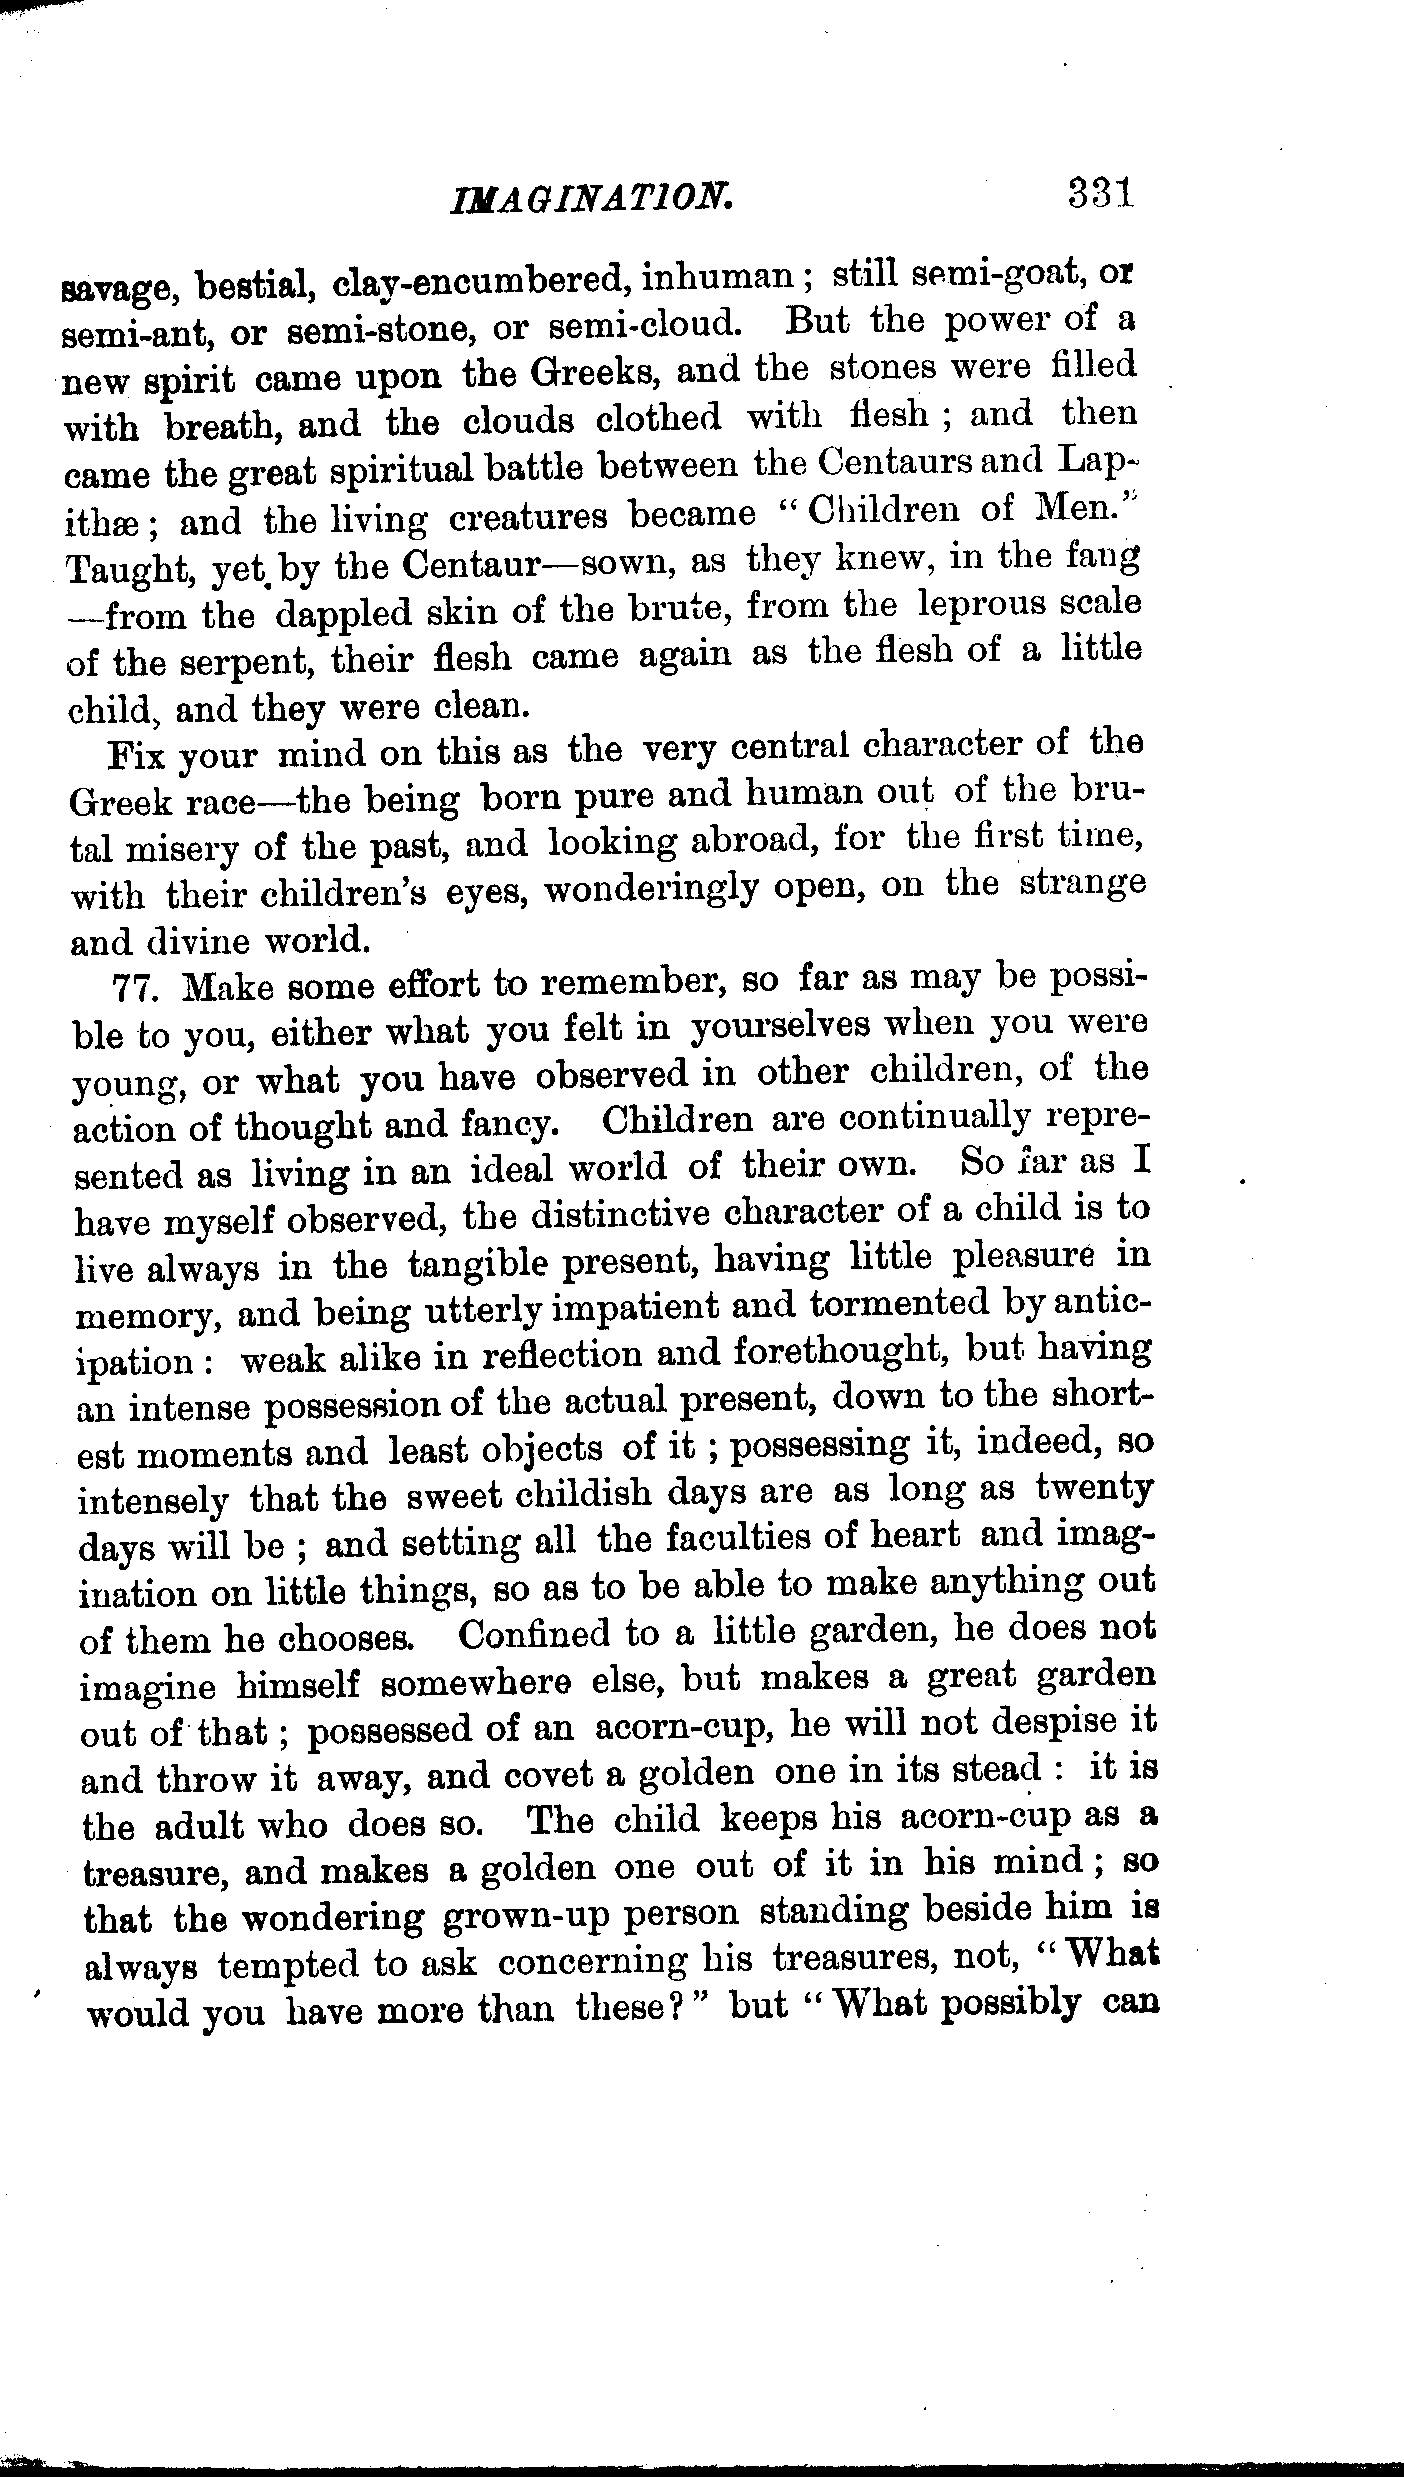 IMAGINATION. 331
savage, bestial, clay-encumbered, inhuman ; still semi-goat, or
semi-ant, or semi-stone, or semi-cloud. But the power of a
new spirit came upon the Greeks, and the stones were filled
with breath, and the clouds clothed with flesh ; and then
came the great spiritual battle between the Centaurs and Lap-
ithæ ; and the living creatures became “ Children of Men.”
Taught, yet by the Centaur—sown, as they knew, in the fang
—from the dappled skin of the brute, from the leprous scale
of the serpent, their flesh came again as the flesh of a little
child, and they were clean.
Fix your mind on this as the very central character of the
Greek race—the being born pure and human out of the bru-
tal misery of the past, and looking abroad, for the first time,
with their children’s eyes, wonderingly open, on the strange
and divine world.
77. Make some effort to remember, so far as may be possi-
ble to you, either what you felt in yourselves when you were
young, or what you have observed in other children, of the
action of thought and fancy. Children are continually repre-
sented as living in an ideal world of their own. So far as I
have myself observed, the distinctive character of a child is to
live always in the tangible present, having little pleasure in
memory, and being utterly impatient and tormented by antic-
ipation : weak alike in reflection and forethought, but having
an intense possession of the actual present, down to the short-
est moments and least objects of it ; possessing it, indeed, so
intensely that the sweet childish days are as long as twenty
days will be ; and setting all the faculties of heart and imag-
ination on little things, so as to be able to make anything out
of them he chooses. Confined to a little garden, he does not
imagine himself somewhere else, but makes a great garden
out of that ; possessed of an acorn-cup, he will not despise it
and throw it away, and covet a golden one in its stead : it is
the adult who does so. The child keeps his acorn-cup as a
treasure, and makes a golden one out of it in his mind ; so
that the wondering grown-up person standing beside him is
always tempted to ask concerning his treasures, not, “ What
would you have more than these? ” but “ What possibly can